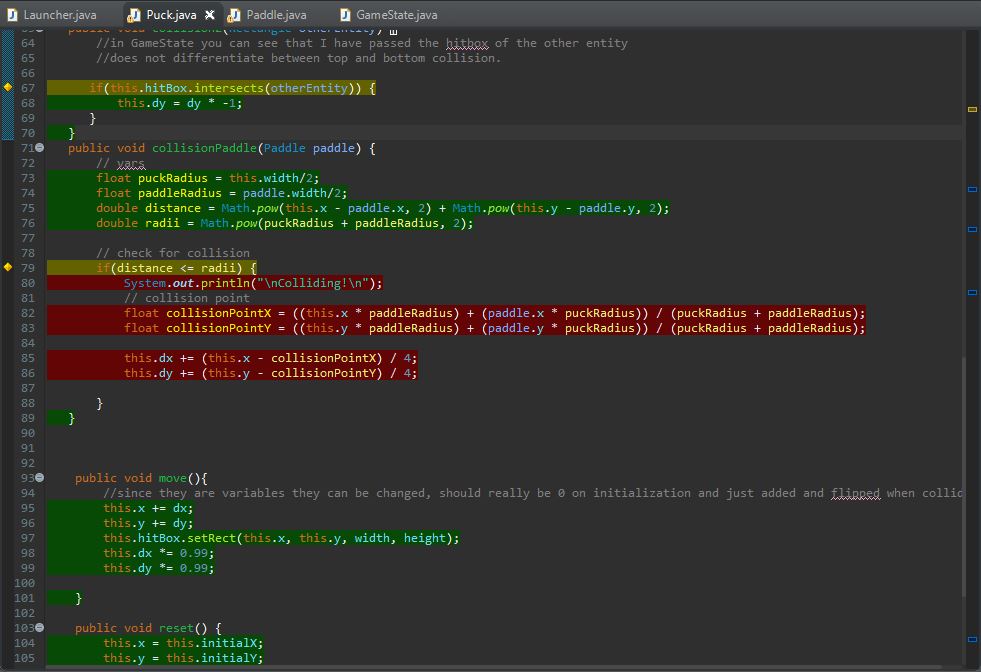 Launcher.java Puck.java Paddle.java GameState.java
64 //in GameState you can see that I have passed the hitbox of the other entity
65 //does not differentiate between top and bottom collision.
66
67 if(this.hitBox.intersects(otherEntity)) {
68 this.dy = dy * -1;
69 }
70 }
71 public void collisionPaddle(Paddle paddle) {
72 // vars
73 float puckRadius = this.width/2;
74 float paddleRadius = paddle.width/2;
75 double distance = Math.pow(this.x - paddle.x, 2) + Math.pow(this.y - paddle.y, 2);
76 double radii = Math.pow(puckRadius + paddleRadius, 2);
77
78 // check for collision
79 if(distance <= radii) {
80 System.out.println("\nColliding!\n");
81 // collision point
82 float collisionPointX = ((this.x * paddleRadius) + (paddle.x * puckRadius)) / (puckRadius + paddleRadius);
83 float collisionPointY = ((this.y * paddleRadius) + (paddle.y * puckRadius)) / (puckRadius + paddleRadius);
84
85 this.dx += (this.x - collisionPointX) / 4;
86 this.dy += (this.y - collisionPointY) / 4;
87
88 }
89 }
90
91
92
93 public void move(){
94 //since they are variables they can be changed, should really be 0 on initialization and just added and flipped when collid
95 this.x += dx;
96 this.y += dy;
97 this.hitBox.setRect(this.x, this.y, width, height);
98 this.dx *= 0.99;
99 this.dy *= 0.99;
100
101 }
102
103 public void reset() {
104 this.x = this.initialX;
105 this.y = this.initialY;